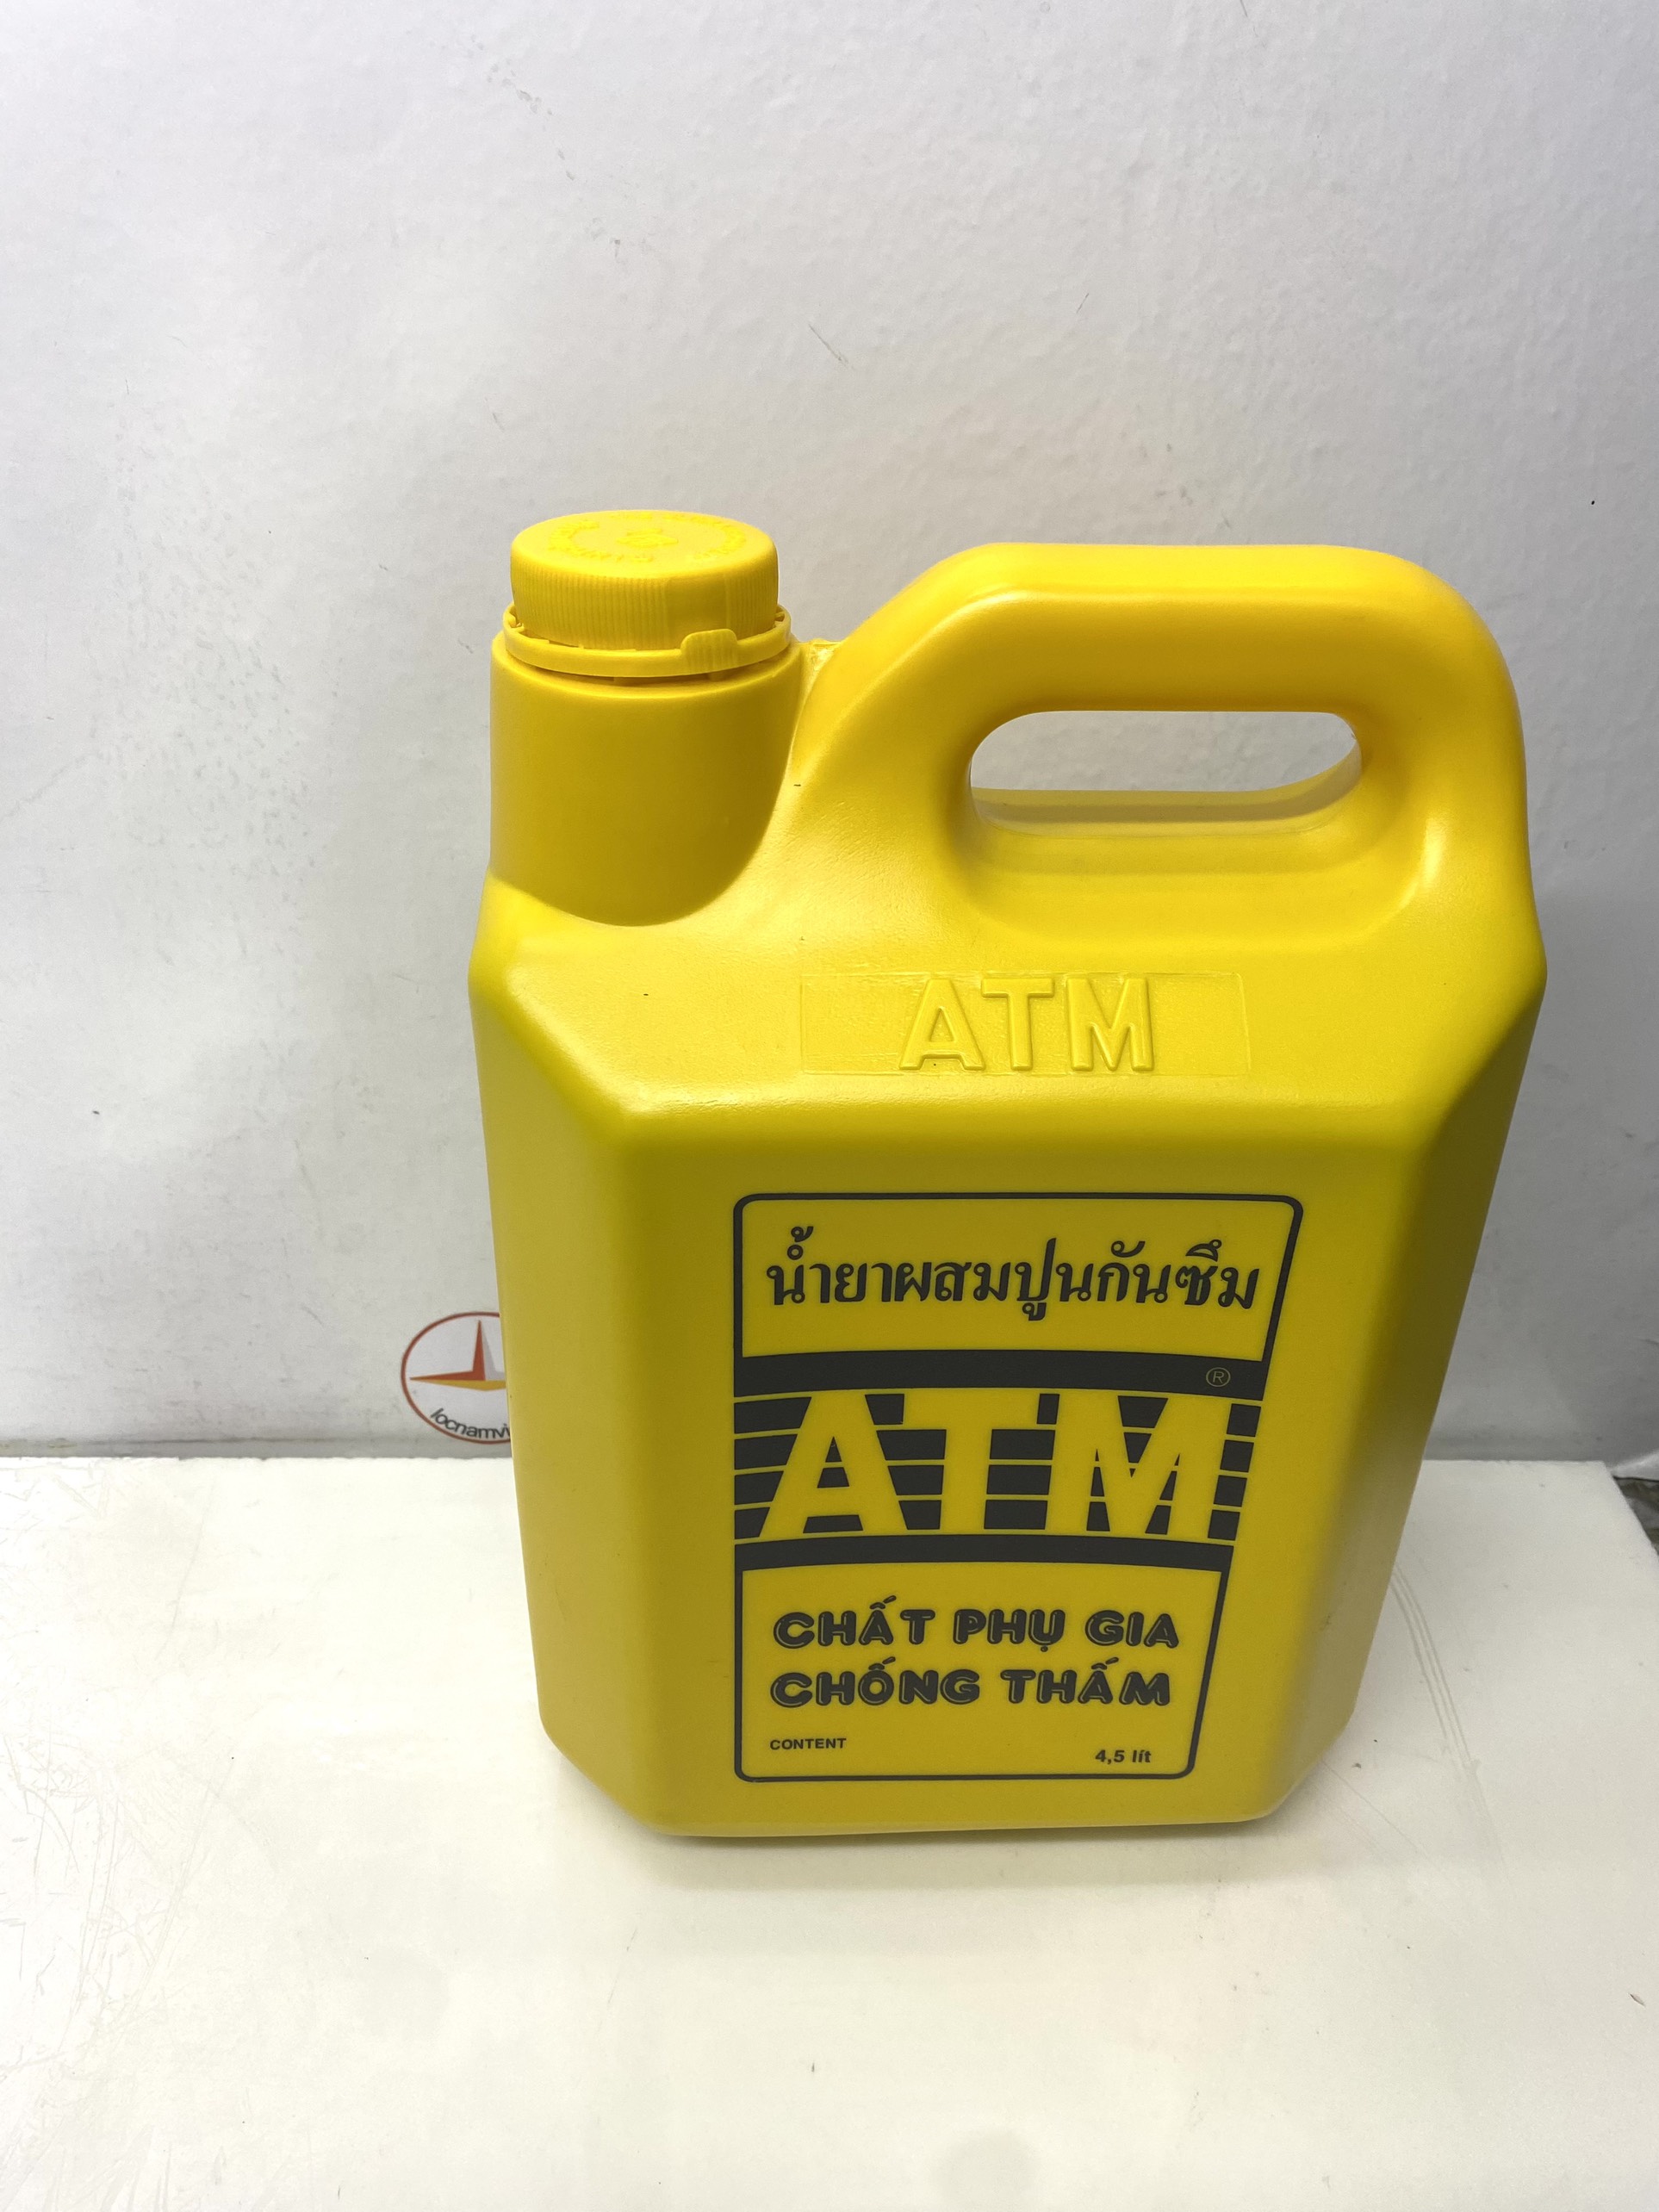 ATM
น้ำยาผสมปูนกันซึม
®
ATM
CHẤT PHỤ GIA
CHỐNG THẤM
CONTENT 4,5 lít